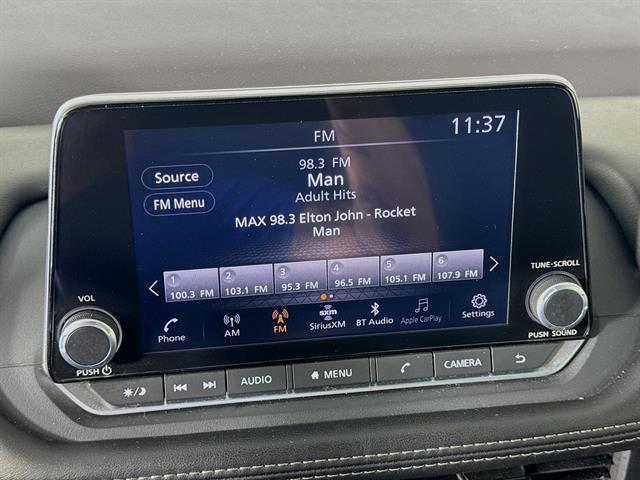 FM
11:37
98.3 FM
Source
Man
Adult Hits
FM Menu
MAX 98.3 Elton John - Rocket
Man
1 2 3 4 5 6
100.3 FM 103.1 FM 95.3 FM 96.5 FM 105.1 FM 107.9 FM
Phone AM FM SiriusXM BT Audio Apple CarPlay Settings
sxm
VOL
PUSH
TUNE·SCROLL
PUSH SOUND
AUDIO MENU CAMERA